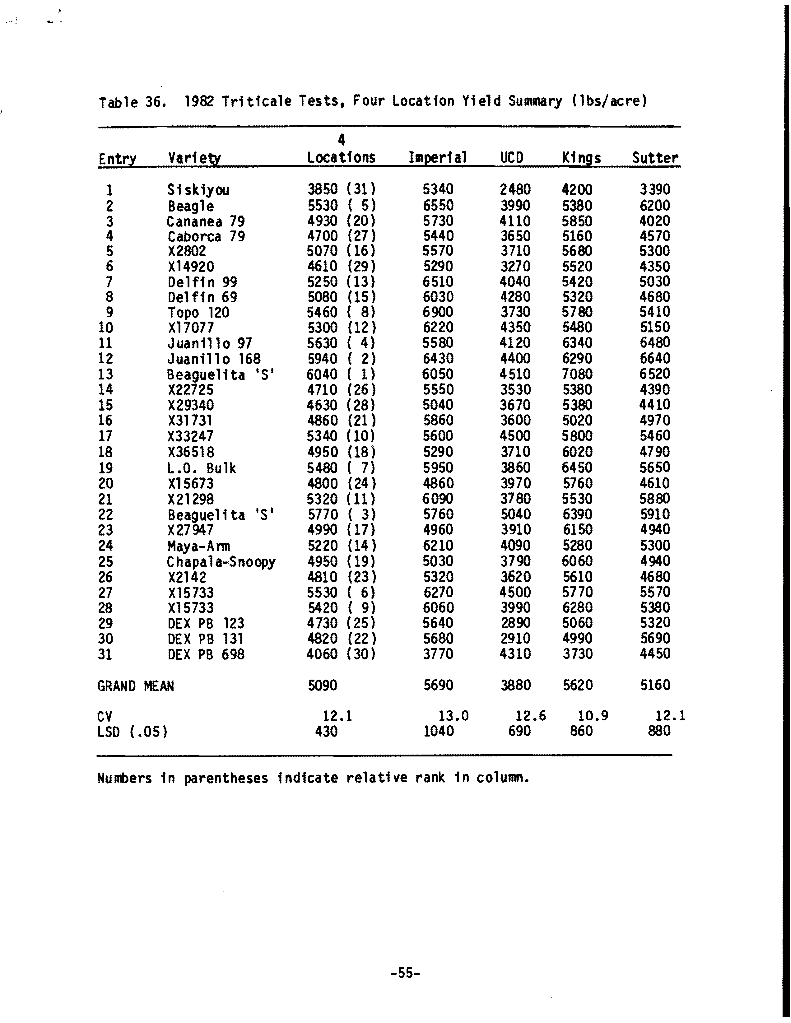 Table 36. 1982 Triticale Tests, Four Location Yield Summary (lbs/acre)
4
Entry Variety Locations Imperial UCD Kings Sutter
1 Siskiyou 3850 (31) 5340 2480 4200 3390
2 Beagle 5530 ( 5) 6550 3990 5380 6200
3 Cananea 79 4930 (20) 5730 4110 5850 4020
4 Caborca 79 4700 (27) 5440 3650 5160 4570
5 X2802 5070 (16) 5570 3710 5680 5300
6 X14920 4610 (29) 5290 3270 5520 4350
7 Delfin 99 5250 (13) 6510 4040 5420 5030
8 Delfin 69 5080 (15) 6030 4280 5320 4680
9 Topo 120 5460 ( 8) 6900 3730 5780 5410
10 X17077 5300 (12) 6220 4350 5480 5150
11 Juanillo 97 5630 ( 4) 5580 4120 6340 6480
12 Juanillo 168 5940 ( 2) 6430 4400 6290 6640
13 Beaguelita 'S' 6040 ( 1) 6050 4510 7080 6520
14 X22725 4710 (26) 5550 3530 5380 4390
15 X29340 4630 (28) 5040 3670 5380 4410
16 X31731 4860 (21) 5860 3600 5020 4970
17 X33247 5340 (10) 5600 4500 5800 5460
18 X36518 4950 (18) 5290 3710 6020 4790
19 L.O. Bulk 5480 ( 7) 5950 3860 6450 5650
20 X15673 4800 (24) 4860 3970 5760 4610
21 X21298 5320 (11) 6090 3780 5530 5880
22 Beaguelita 'S' 5770 ( 3) 5760 5040 6390 5910
23 X27947 4990 (17) 4960 3910 6150 4940
24 Maya-Arm 5220 (14) 6210 4090 5280 5300
25 Chapala-Snoopy 4950 (19) 5030 3790 6060 4940
26 X2142 4810 (23) 5320 3620 5610 4680
27 X15733 5530 ( 6) 6270 4500 5770 5570
28 X15733 5420 ( 9) 6060 3990 6280 5380
29 DEX PB 123 4730 (25) 5640 2890 5060 5320
30 DEX PB 131 4820 (22) 5680 2910 4990 5690
31 DEX PB 698 4060 (30) 3770 4310 3730 4450
GRAND MEAN 5090 5690 3880 5620 5160
CV 12.1 13.0 12.6 10.9 12.1
LSD (.05) 430 1040 690 860 880
Numbers in parentheses indicate relative rank in column.
-55-